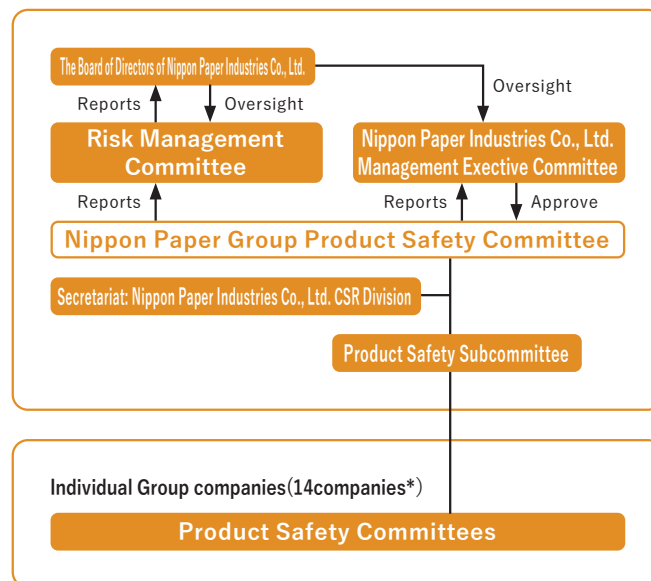 The Board of Directors of Nippon Paper Industries Co., Ltd.
Reports
Oversight
Oversight
Risk Management
Committee
Nippon Paper Industries Co., Ltd.
Management Exective Committee
Reports
Reports
Approve
Nippon Paper Group Product Safety Committee
Secretariat: Nippon Paper Industries Co., Ltd. CSR Division
Product Safety Subcommittee
Individual Group companies(14companies*)
Product Safety Committees